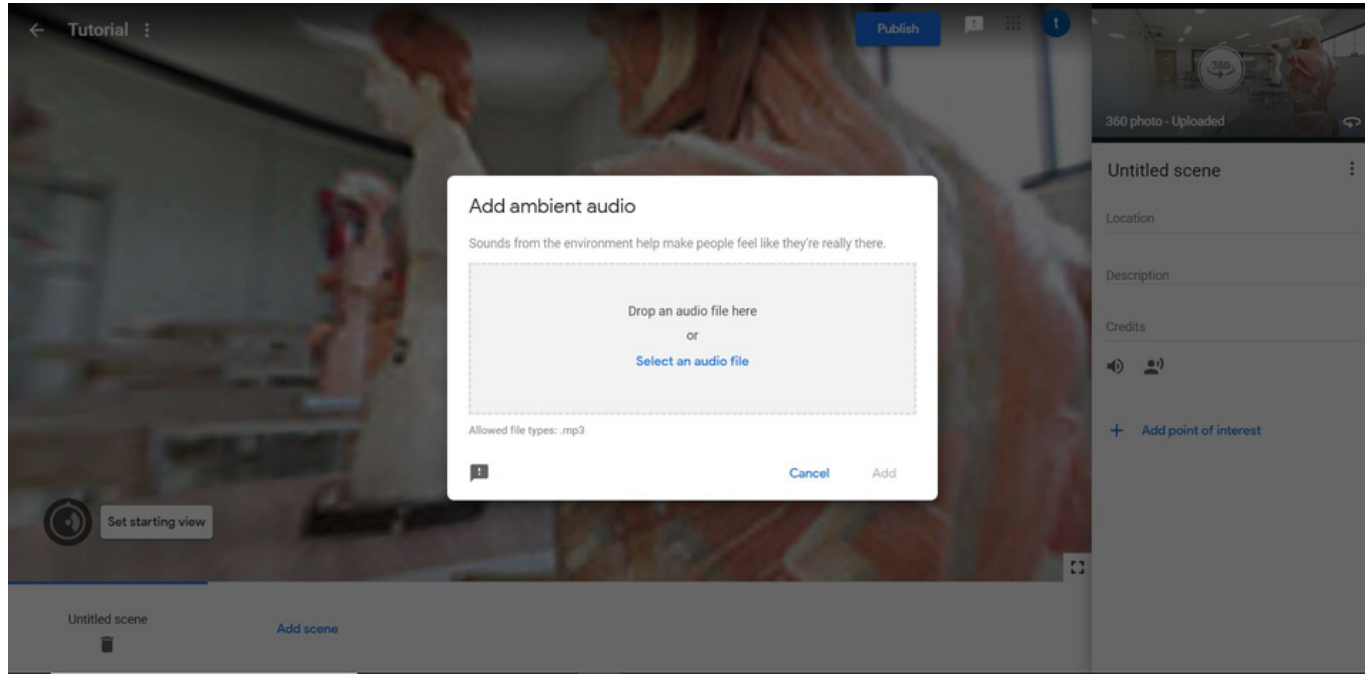 Tutorial
Publish
t
360
360 photo - Uploaded
Untitled scene
Location
Description
Credits
Add point of interest
Add ambient audio
Sounds from the environment help make people feel like they're really there.
Drop an audio file here
or
Select an audio file
Allowed file types: .mp3
Cancel
Add
Set starting view
Untitled scene
Add scene